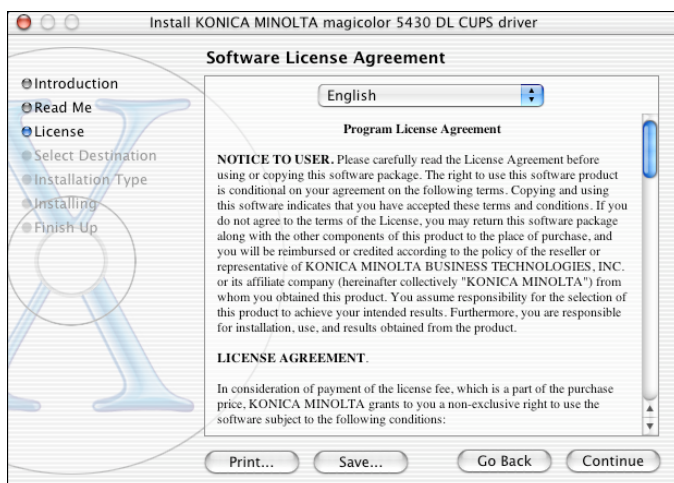 Install KONICA MINOLTA magicolor 5430 DL CUPS driver
Software License Agreement
Introduction
Read Me
License
Select Destination
Installation Type
Installing
Finish Up
English
Program License Agreement
NOTICE TO USER. Please carefully read the License Agreement before
using or copying this software package. The right to use this software product
is conditional on your agreement on the following terms. Copying and using
this software indicates that you have accepted these terms and conditions. If you
do not agree to the terms of the License, you may return this software package
along with the other components of this product to the place of purchase, and
you will be reimbursed or credited according to the policy of the reseller or
representative of KONICA MINOLTA BUSINESS TECHNOLOGIES, INC.
or its affiliate company (hereinafter collectively "KONICA MINOLTA") from
whom you obtained this product. You assume responsibility for the selection of
this product to achieve your intended results. Furthermore, you are responsible
for installation, use, and results obtained from the product.
LICENSE AGREEMENT.
In consideration of payment of the license fee, which is a part of the purchase
price, KONICA MINOLTA grants to you a non-exclusive right to use the
software subject to the following conditions:
Print...
Save...
Go Back
Continue